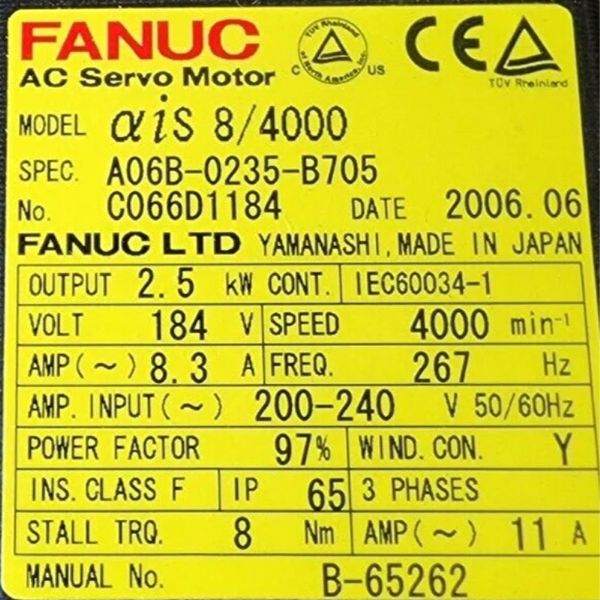 FANUC
AC Servo Motor
C US
TÜV Rheinland
of North America, Inc.
CE
TÜV Rheinland
MODEL αiS 8/4000
SPEC. A06B-0235-B705
No. C066D1184 DATE 2006.06
FANUC LTD YAMANASHI, MADE IN JAPAN
OUTPUT 2.5 kW CONT. IEC60034-1
VOLT 184 V SPEED 4000 min⁻¹
AMP(~) 8.3 A FREQ. 267 Hz
AMP. INPUT(~) 200-240 V 50/60Hz
POWER FACTOR 97% WIND. CON. Y
INS. CLASS F IP 65 3 PHASES
STALL TRQ. 8 Nm AMP(~) 11 A
MANUAL No. B-65262